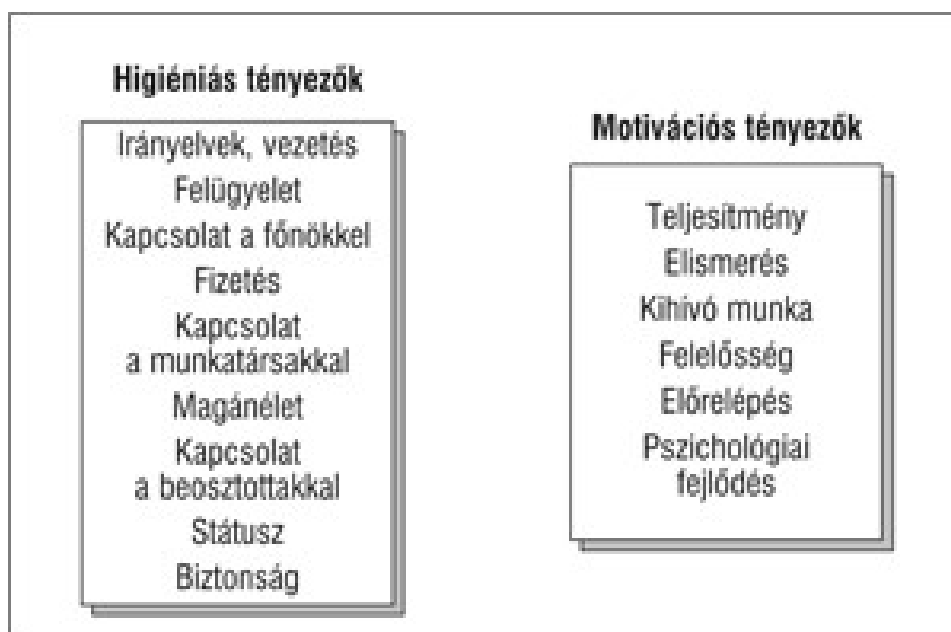 Higiéniás tényezők
Irányelvek, vezetés
Felügyelet
Kapcsolat a főnökkel
Fizetés
Kapcsolat
a munkatársakkal
Magánélet
Kapcsolat
a beosztottakkal
Státusz
Biztonság
Motivációs tényezők
Teljesítmény
Elismerés
Kihívó munka
Felelősség
Előrelépés
Pszichológiai
fejlődés